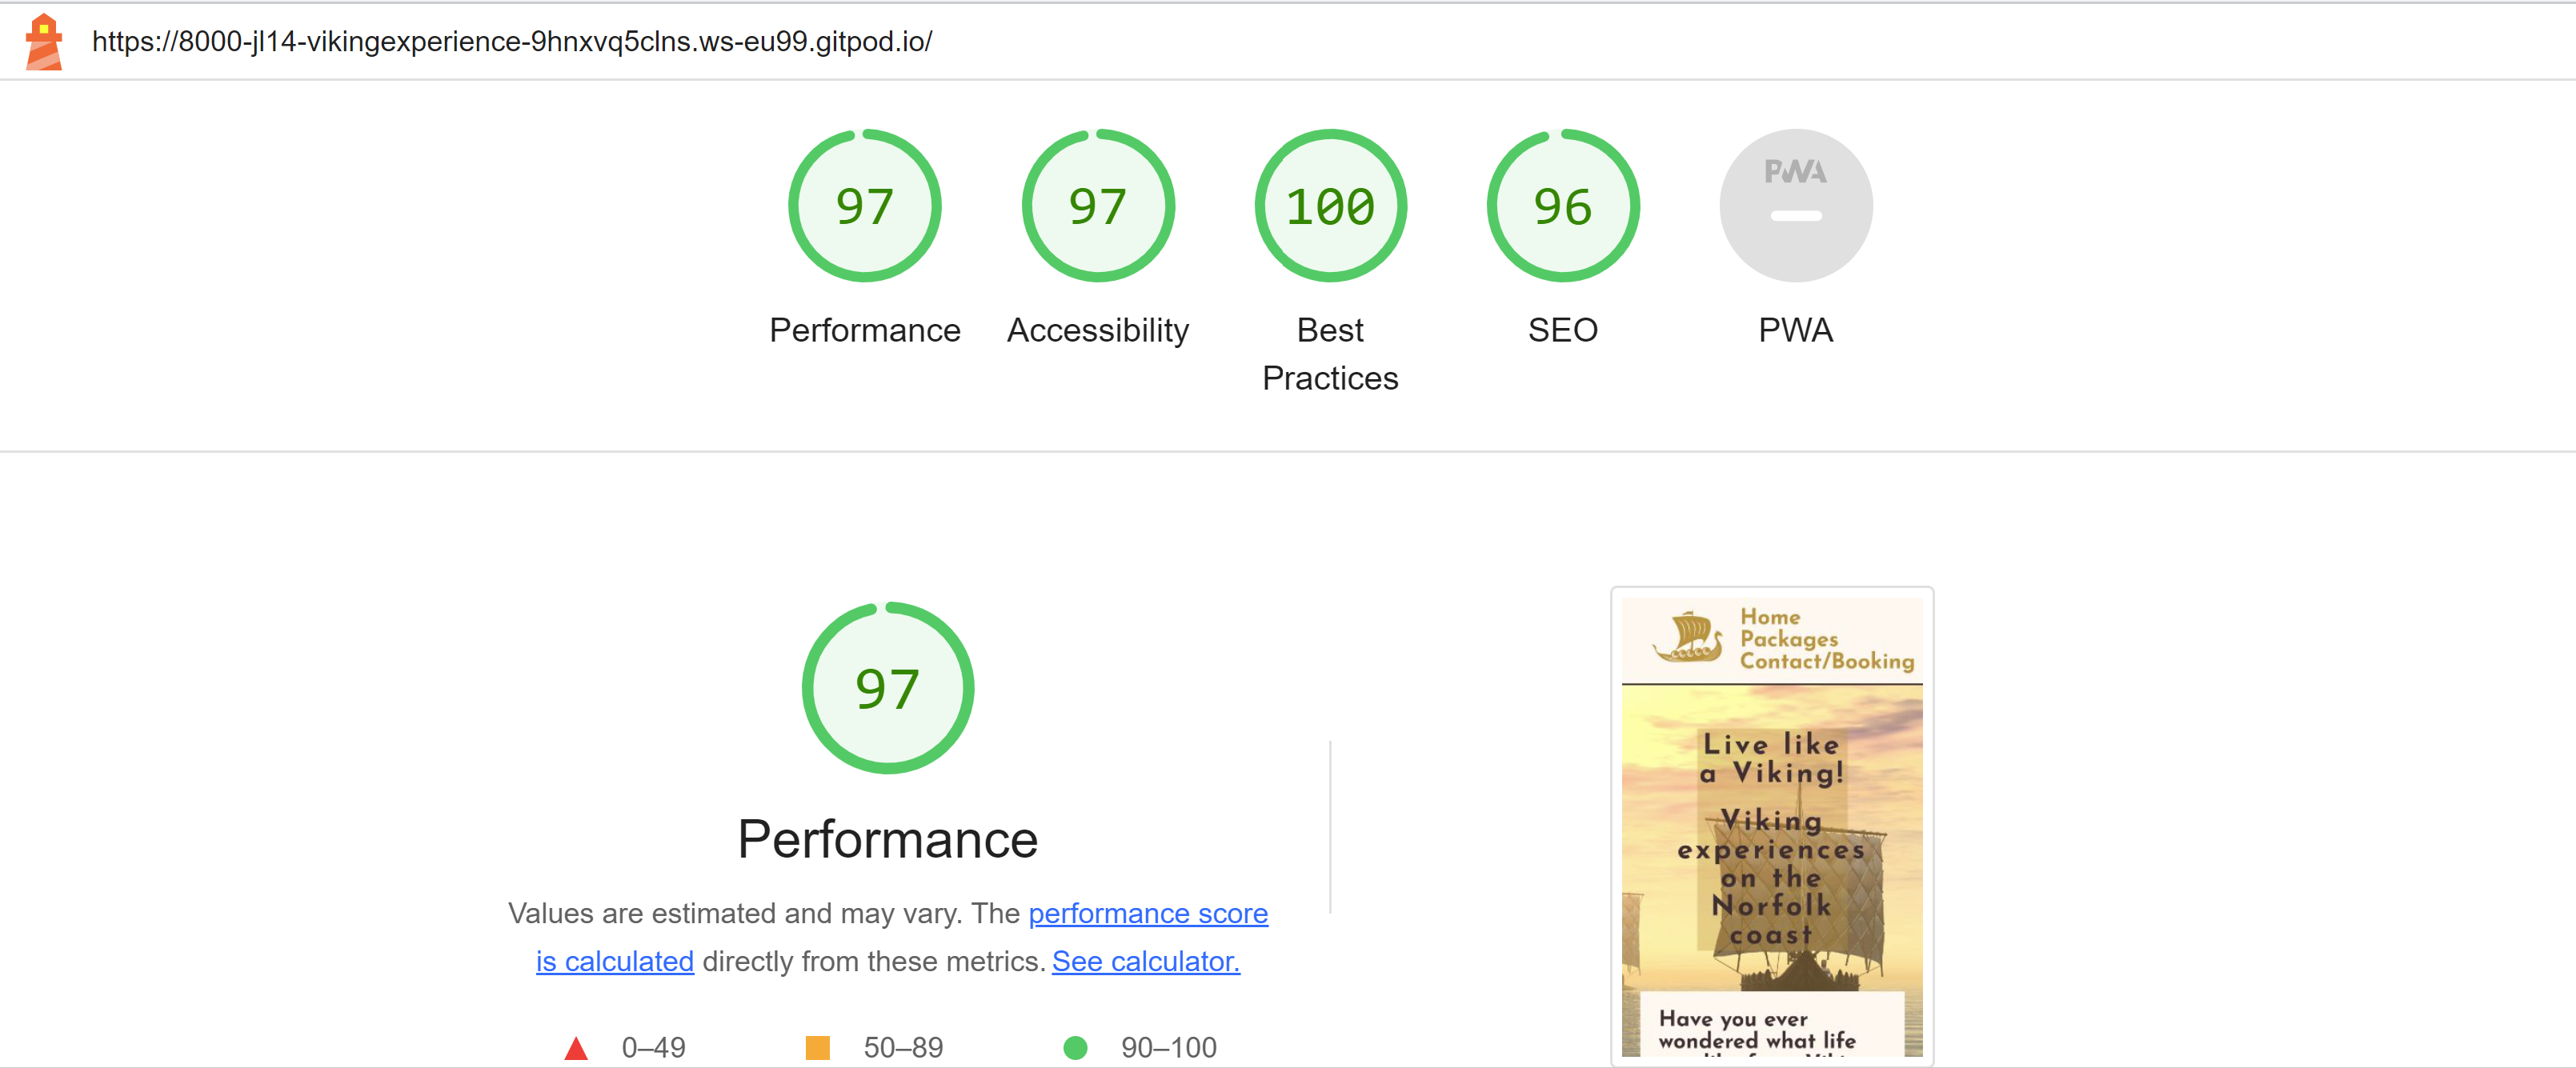 https://8000-jl14-vikingexperience-9hnxvq5clns.ws-eu99.gitpod.io/
97
97
100
96
PWA
Performance
Accessibility
Best
Practices
SEO
PWA
97
Performance
Values are estimated and may vary. The performance score
is calculated directly from these metrics. See calculator.
0–49
50–89
90–100
Home
Packages
Contact/Booking
Live like
a Viking!
Viking
experiences
on the
Norfolk
coast
Have you ever
wondered what life